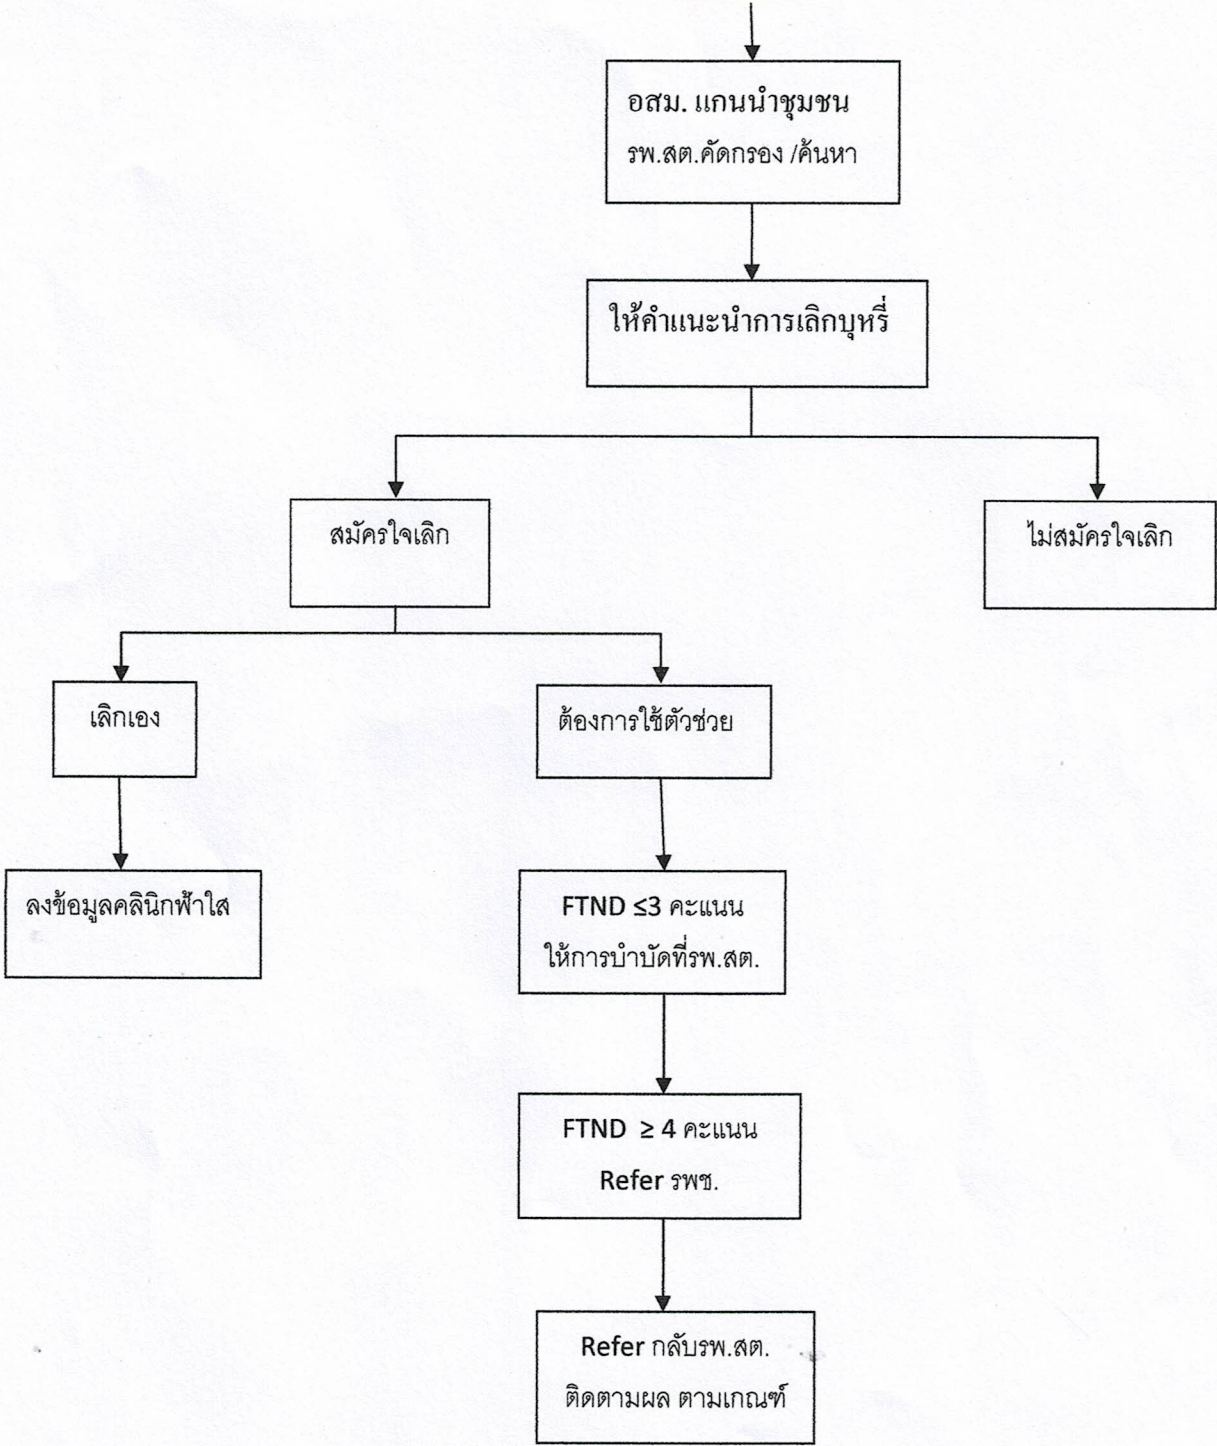 อสม. แกนนำชุมชน
รพ.สต.คัดกรอง /ค้นหา
ให้คำแนะนำการเลิกบุหรี่
สมัครใจเลิก
ไม่สมัครใจเลิก
เลิกเอง
ต้องการใช้ตัวช่วย
ลงข้อมูลคลินิกฟ้าใส
FTND ≤3 คะแนน
ให้การบำบัดที่รพ.สต.
FTND ≥ 4 คะแนน
Refer รพช.
Refer กลับรพ.สต.
ติดตามผล ตามเกณฑ์